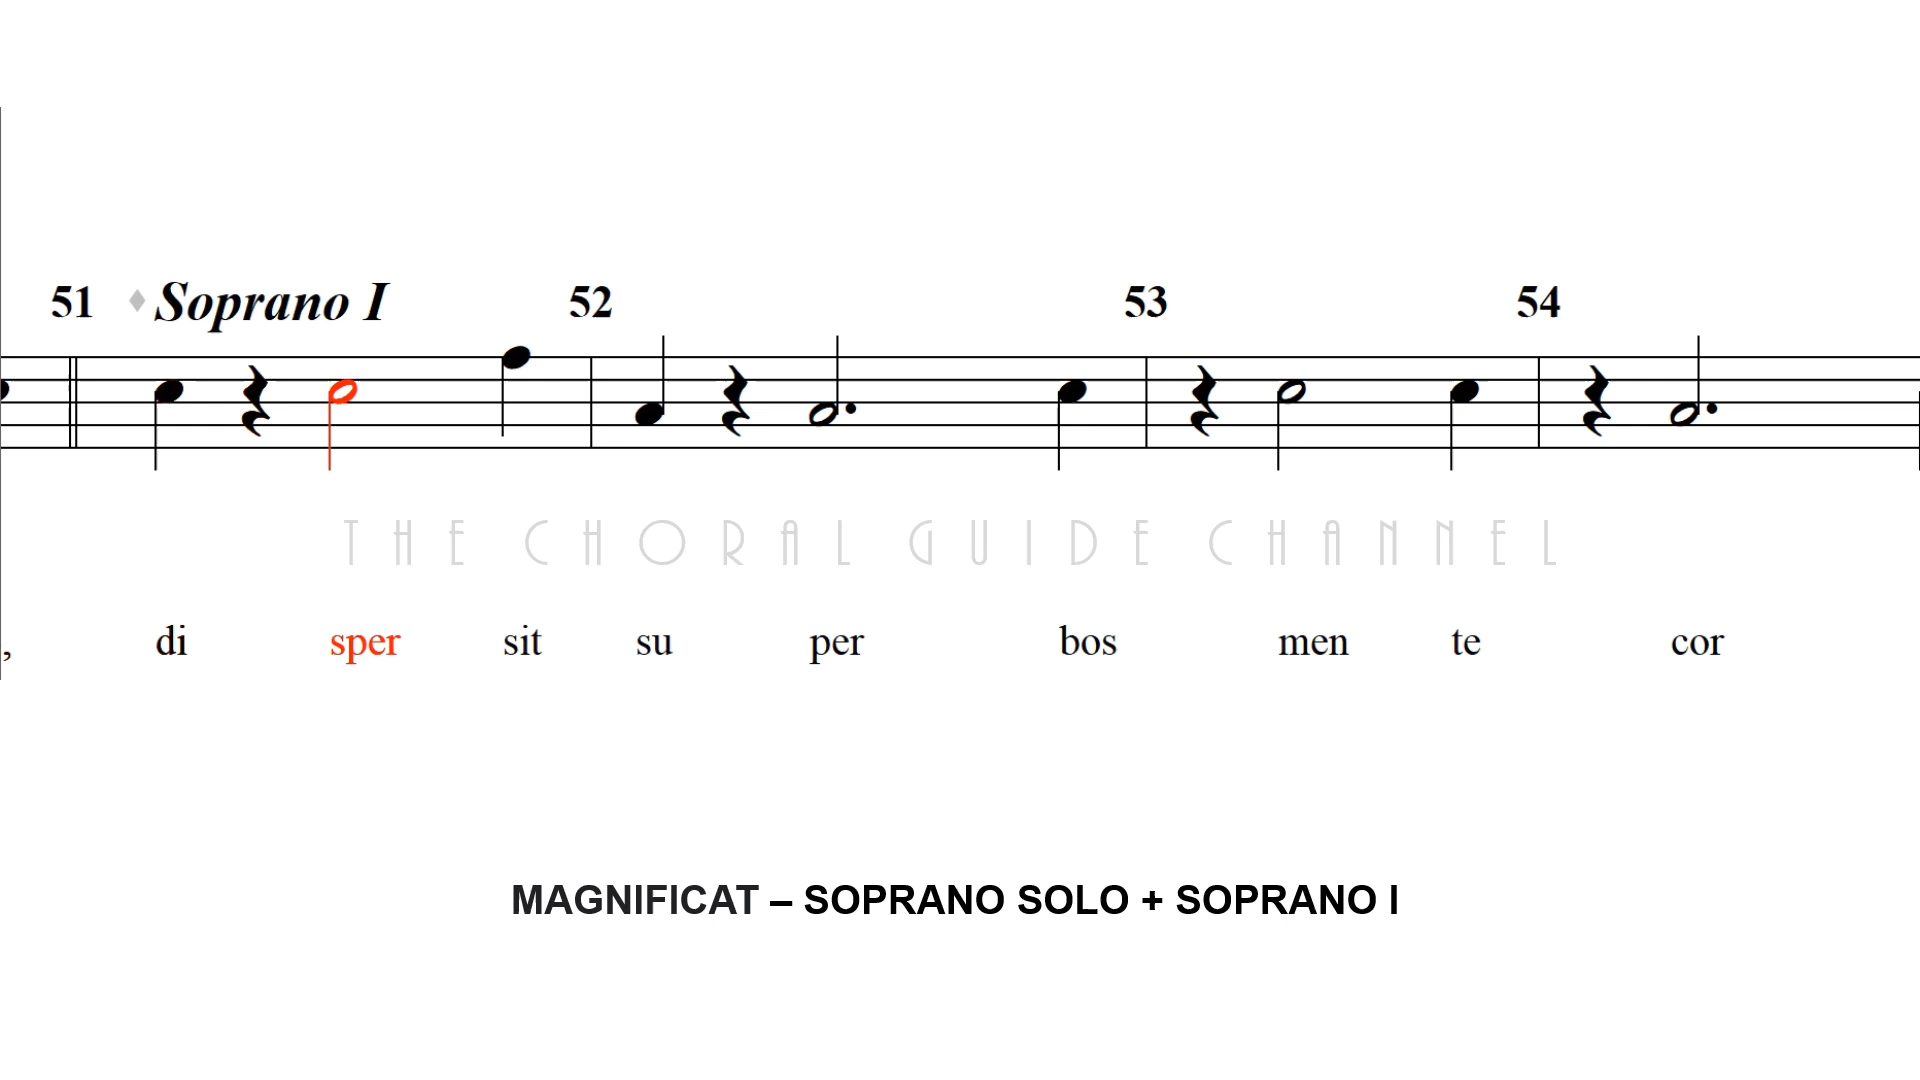 51 Soprano I 52 53 54
THE CHORAL GUIDE CHANNEL
, di sper sit su per bos men te cor
MAGNIFICAT – SOPRANO SOLO + SOPRANO I